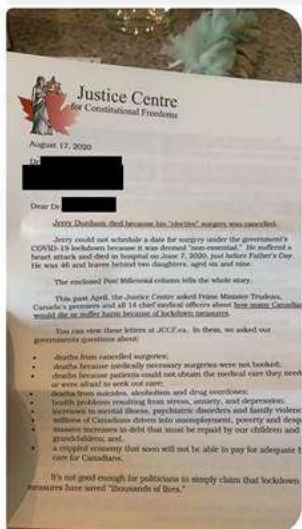 Justice Centre
for Constitutional Freedoms
August 17, 2020
Dr
Dear Dr
Jerry Dunham died because his "elective" surgery was cancelled.
Jerry could not schedule a date for surgery under the government's
COVID-19 lockdown because it was deemed "non-essential." He suffered a
heart attack and died in hospital on June 7, 2020, just before Father's Day.
He was 46 and leaves behind two daughters, aged six and nine.
The enclosed Post Millennial column tells the whole story.
This past April, the Justice Centre asked Prime Minister Trudeau,
Canada's premiers and all 14 chief medical officers about how many Canadia
would die or suffer harm because of lockdown measures.
You can view these letters at JCCF.ca. In them, we asked our
governments questions about:
• deaths from cancelled surgeries;
• deaths because medically necessary surgeries were not booked;
• deaths because patients could not obtain the medical care they need
or were afraid to seek out care;
• deaths from suicides, alcoholism and drug overdoses;
• health problems resulting from stress, anxiety, and depression;
• increases in mental illness, psychiatric disorders and family violenc
• millions of Canadians driven into unemployment, poverty and desp
• massive increases in debt that must be repaid by our children and
grandchildren; and,
• a crippled economy that soon will not be able to pay for adequate h
care for Canadians.
It's not good enough for politicians to simply claim that lockdown
measures have saved "thousands of lives."